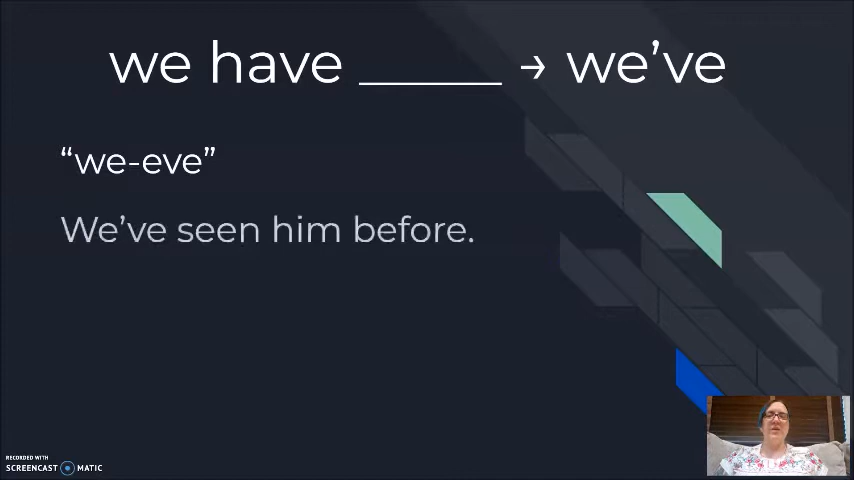 we have _____ → we’ve
“we-eve”
We’ve seen him before.
RECORDED WITH
SCREENCAST MATIC